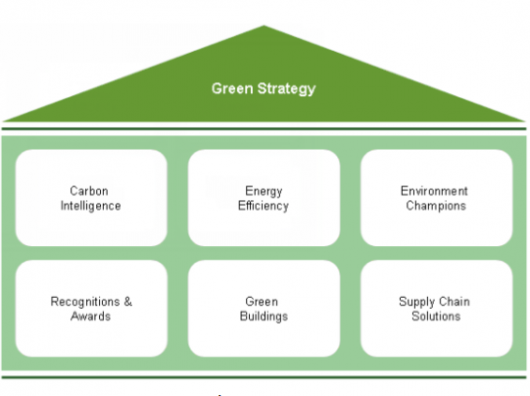 Green Strategy
Carbon
Intelligence
Energy
Efficiency
Environment
Champions
Recognitions &
Awards
Green
Buildings
Supply Chain
Solutions